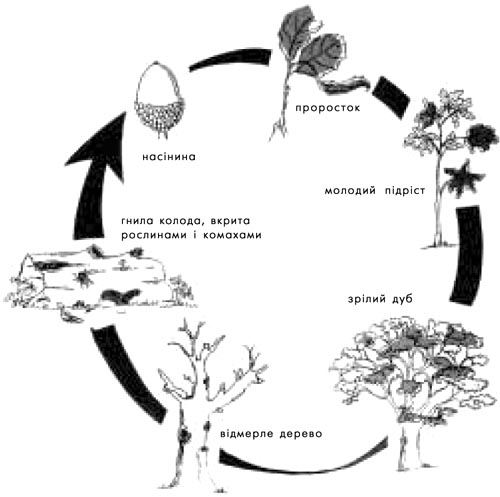 проросток
насінина
молодий підріст
гнила колода, вкрита
рослинами і комахами
зрілий дуб
відмерле дерево